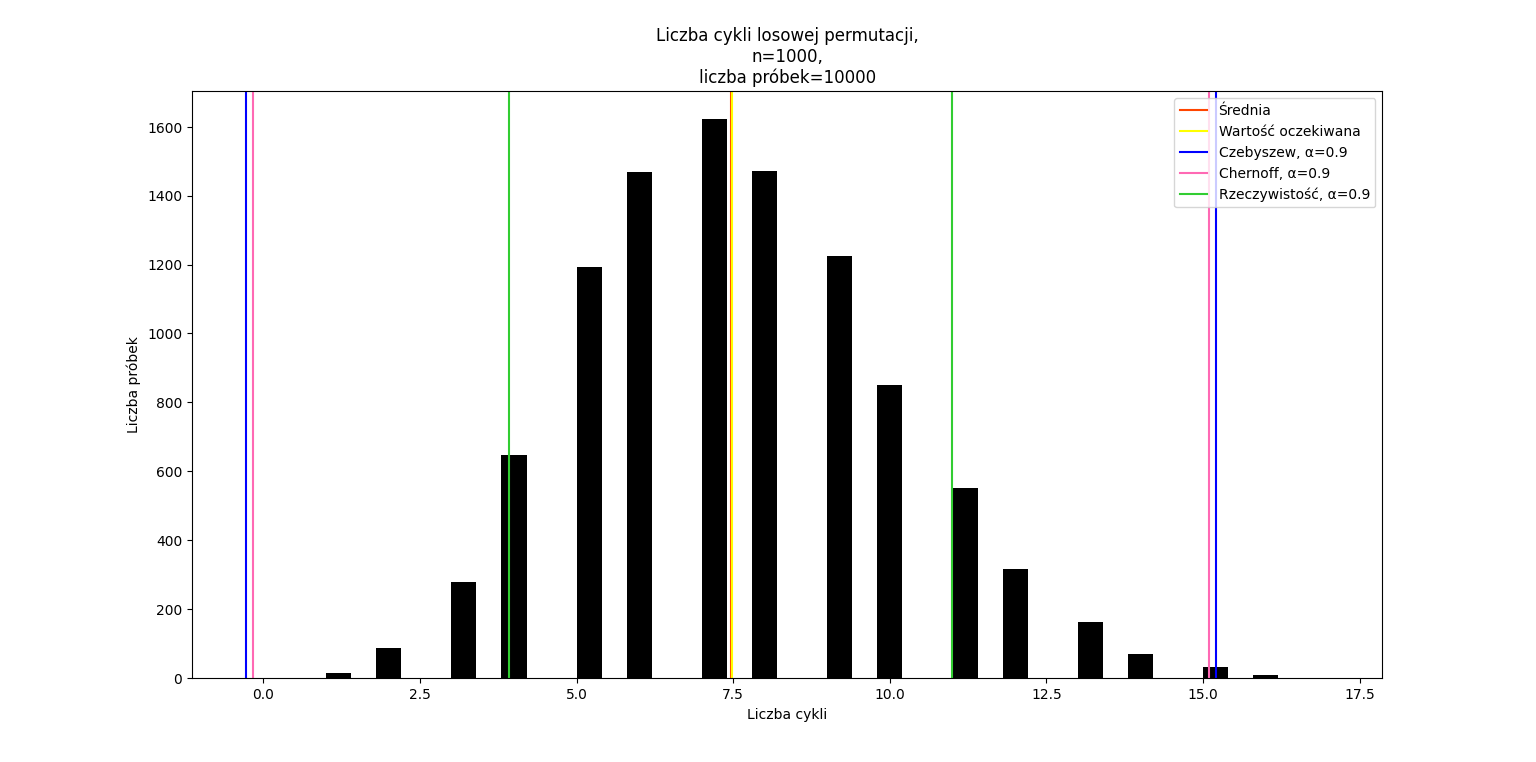 Liczba cykli losowej permutacji,
n=1000,
liczba próbek=10000
Średnia
Wartość oczekiwana
Czebyszew, α=0.9
Chernoff, α=0.9
Rzeczywistość, α=0.9
Liczba próbek
1600
1400
1200
1000
800
600
400
200
0
0.0 2.5 5.0 7.5 10.0 12.5 15.0 17.5
Liczba cykli